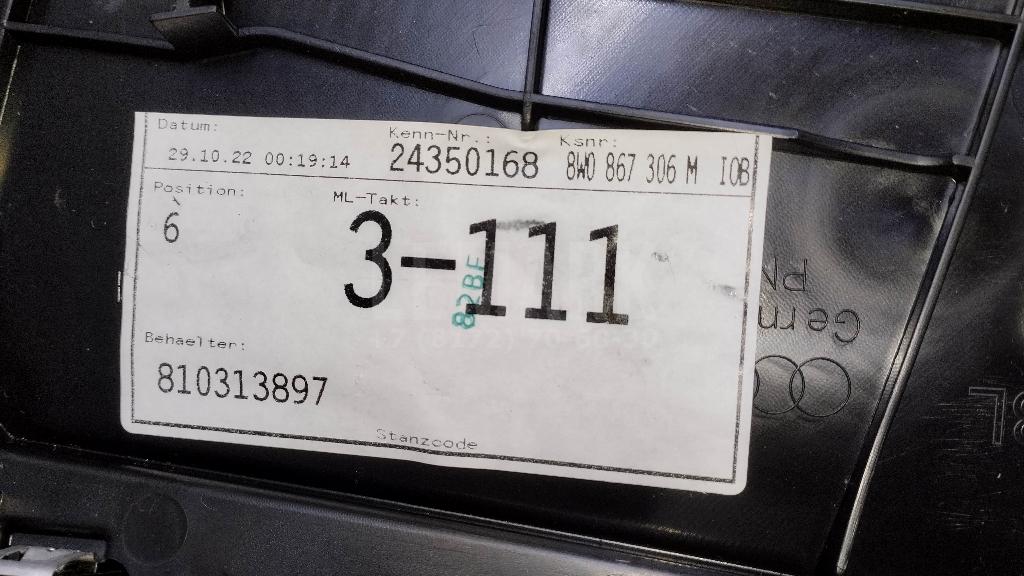 Datum:
Kenn-Nr.:
Ksnr:
29.10.22 00:19:14
24350168
8W0 867 306 M IOB
Position:
ML-Takt:
6
3-111
82BF
Behaelter:
810313897
Stanzcode